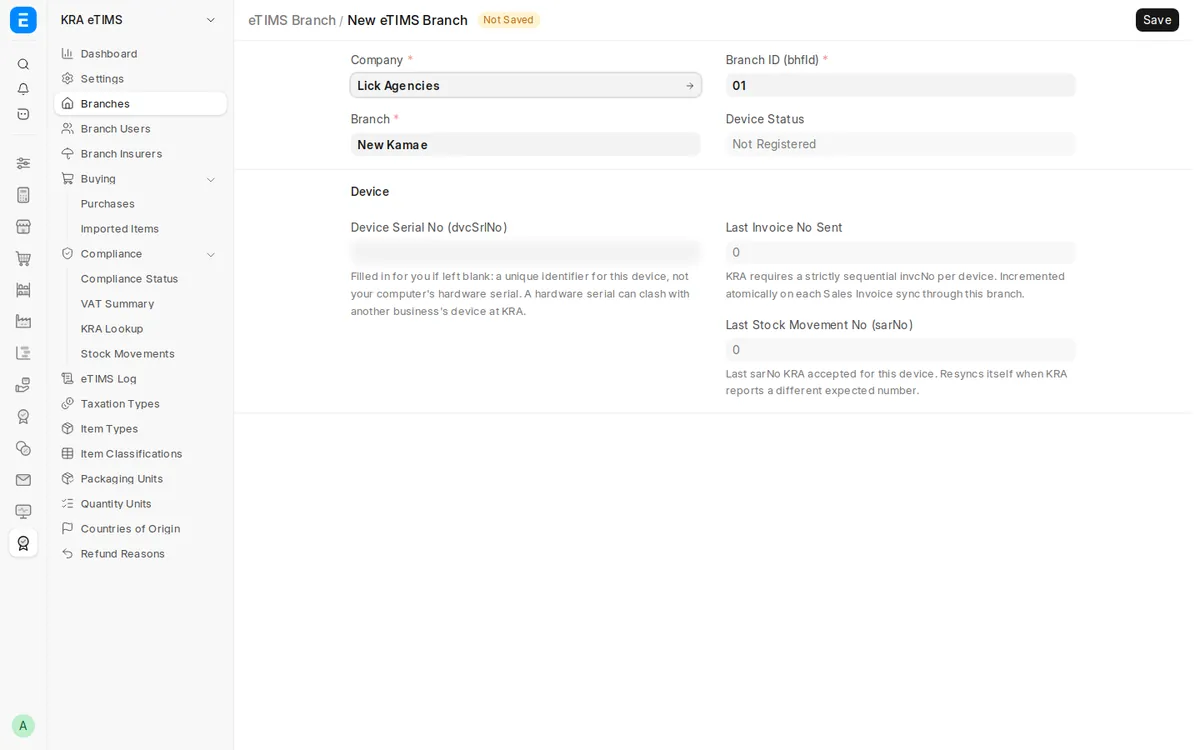 KRA eTIMS
eTIMS Branch / New eTIMS Branch Not Saved
Save
Dashboard
Settings
Branches
Branch Users
Branch Insurers
Buying
Purchases
Imported Items
Compliance
Compliance Status
VAT Summary
KRA Lookup
Stock Movements
eTIMS Log
Taxation Types
Item Types
Item Classifications
Packaging Units
Quantity Units
Countries of Origin
Refund Reasons
A
Company *
Lick Agencies
Branch ID (bhfId) *
01
Branch *
New Kamae
Device Status
Not Registered
Device
Device Serial No (dvcSrlNo)
Filled in for you if left blank: a unique identifier for this device, not
your computer's hardware serial. A hardware serial can clash with
another business's device at KRA.
Last Invoice No Sent
0
KRA requires a strictly sequential invcNo per device. Incremented
atomically on each Sales Invoice sync through this branch.
Last Stock Movement No (sarNo)
0
Last sarNo KRA accepted for this device. Resyncs itself when KRA
reports a different expected number.